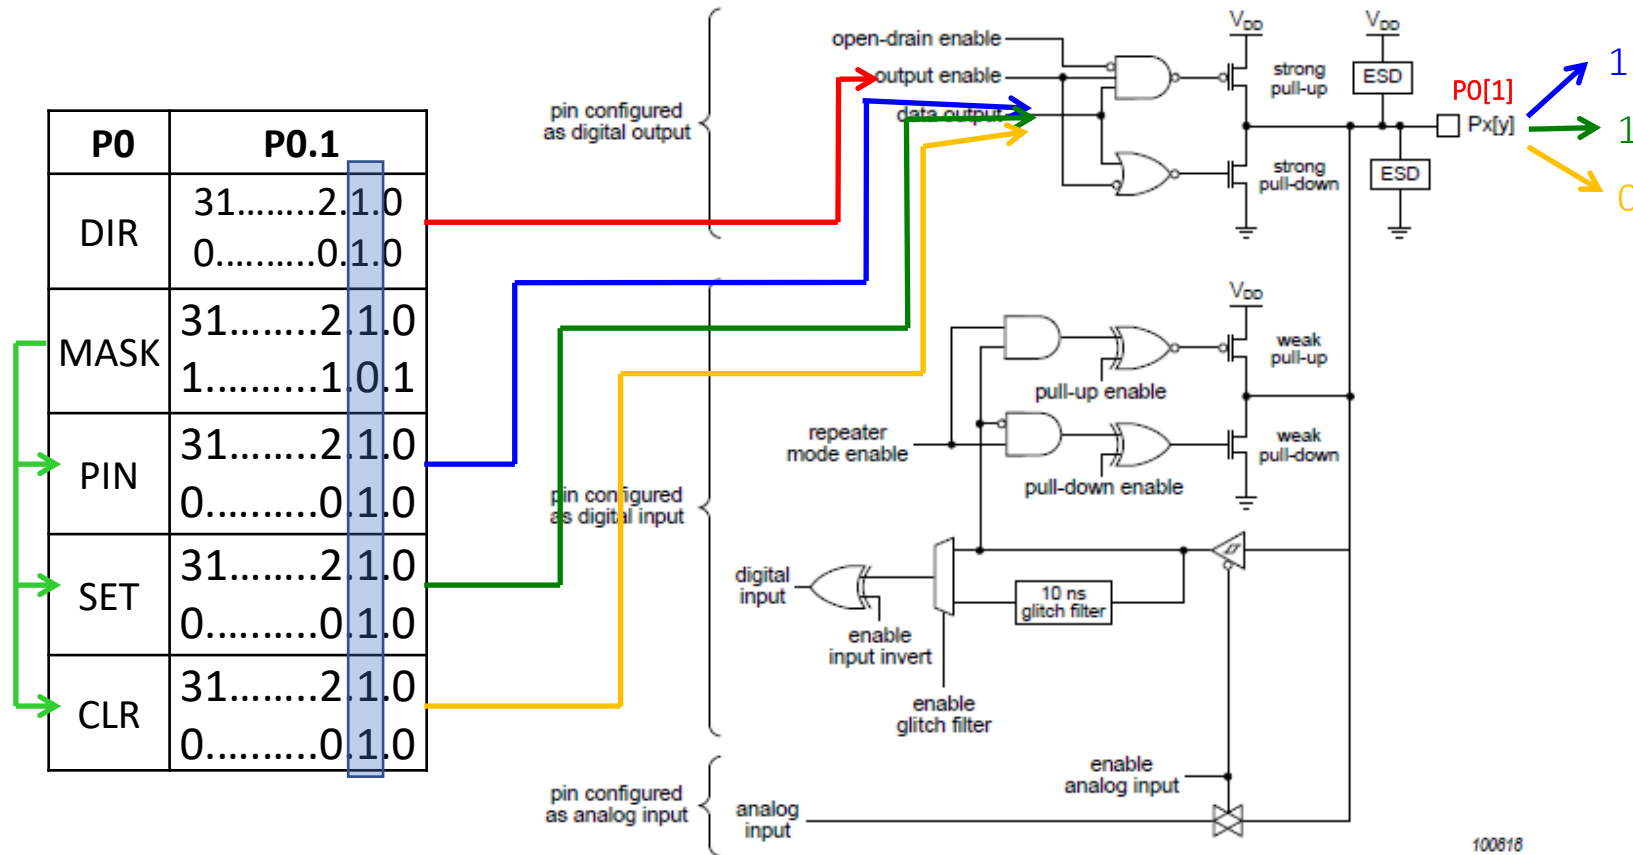 P0 P0.1
DIR
31........2.1.0
0..........0.1.0
MASK
31........2.1.0
1..........1.0.1
PIN
31........2.1.0
0..........0.1.0
SET
31........2.1.0
0..........0.1.0
CLR
31........2.1.0
0..........0.1.0
pin configured
as digital output
open-drain enable
output enable
data output
VDD
strong
pull-up
strong
pull-down
VDD
ESD
ESD
P0[1]
Px[y]
1
1
0
pin configured
as digital input
VDD
weak
pull-up
pull-up enable
repeater
mode enable
weak
pull-down
pull-down enable
digital
input
10 ns
glitch filter
enable
input invert
enable
glitch filter
pin configured
as analog input
enable
analog input
analog
input
100818